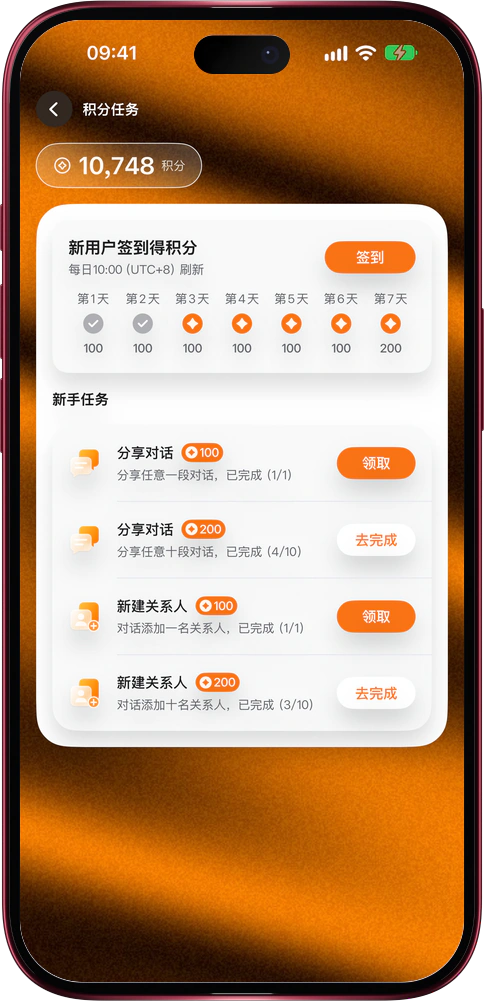 09:41
积分任务
10,748 积分
新用户签到得积分
签到
每日10:00 (UTC+8) 刷新
第1天 第2天 第3天 第4天 第5天 第6天 第7天
100 100 100 100 100 100 200
新手任务
分享对话 100
分享任意一段对话，已完成 (1/1)
领取
分享对话 200
分享任意十段对话，已完成 (4/10)
去完成
新建关系人 100
对话添加一名关系人，已完成 (1/1)
领取
新建关系人 200
对话添加十名关系人，已完成 (3/10)
去完成